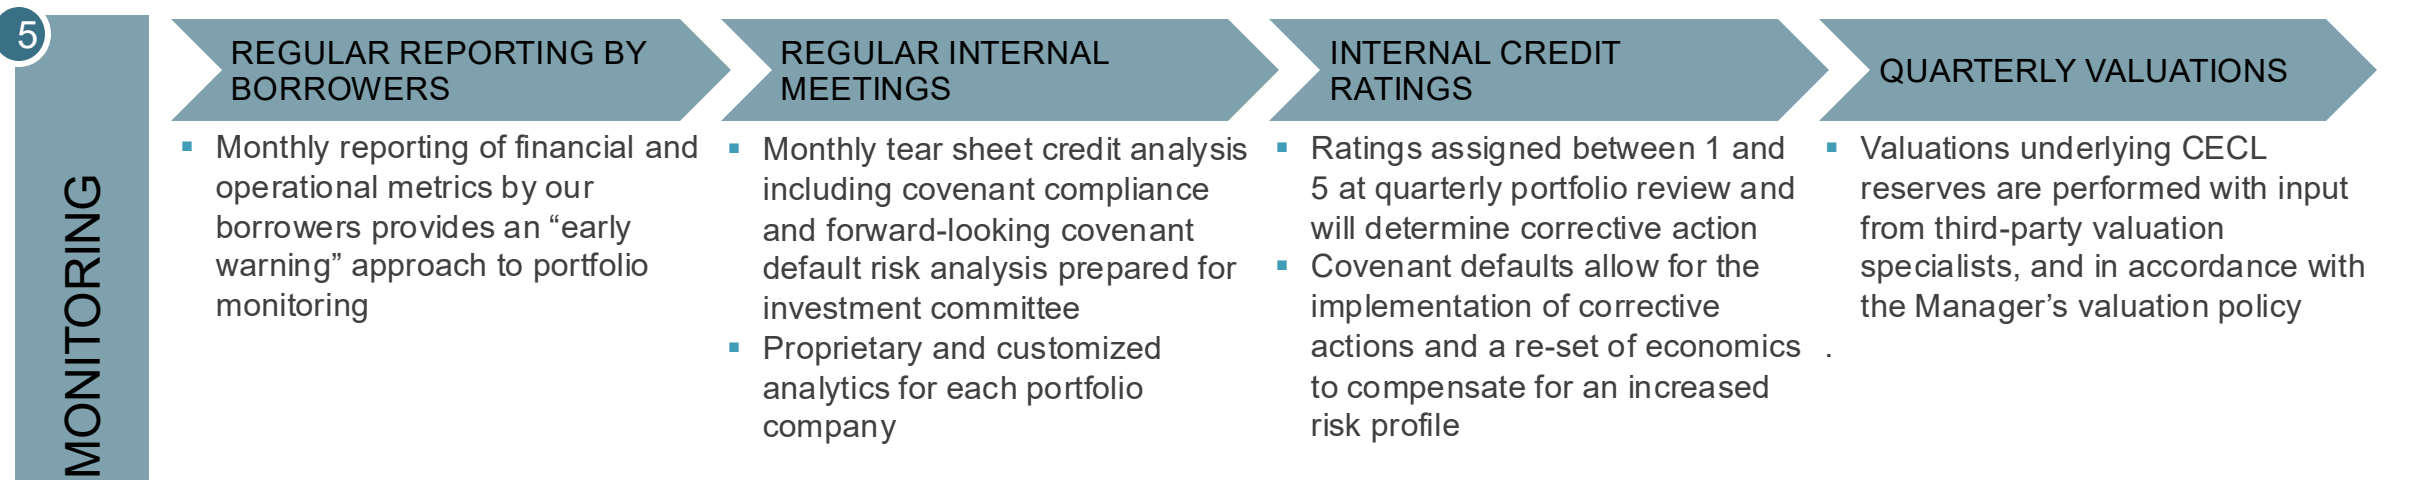 5
MONITORING
REGULAR REPORTING BY
BORROWERS
▪ Monthly reporting of financial and
operational metrics by our
borrowers provides an “early
warning” approach to portfolio
monitoring
REGULAR INTERNAL
MEETINGS
▪ Monthly tear sheet credit analysis
including covenant compliance
and forward-looking covenant
default risk analysis prepared for
investment committee
▪ Proprietary and customized
analytics for each portfolio
company
INTERNAL CREDIT
RATINGS
▪ Ratings assigned between 1 and
5 at quarterly portfolio review and
will determine corrective action
▪ Covenant defaults allow for the
implementation of corrective
actions and a re-set of economics
to compensate for an increased
risk profile
QUARTERLY VALUATIONS
▪ Valuations underlying CECL
reserves are performed with input
from third-party valuation
specialists, and in accordance with
the Manager’s valuation policy
.